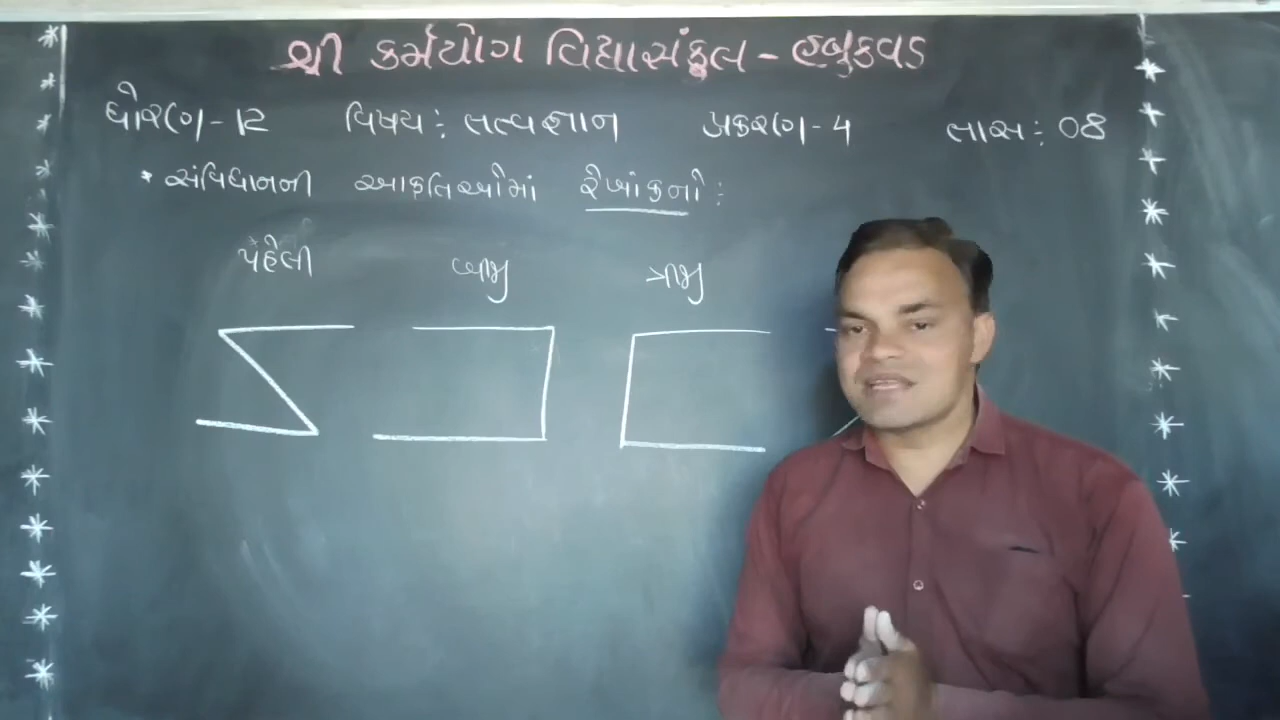 શ્રી કર્મયોગ વિદ્યાસંકુલ - હબુકવડ
ધોરણ - 12 વિષય : તત્વજ્ઞાન પ્રકરણ - 4 તાસ : 08
* સંવિધાનની આકૃતિઓમાં રેખાંકનો :
પહેલી બીજી ત્રીજી